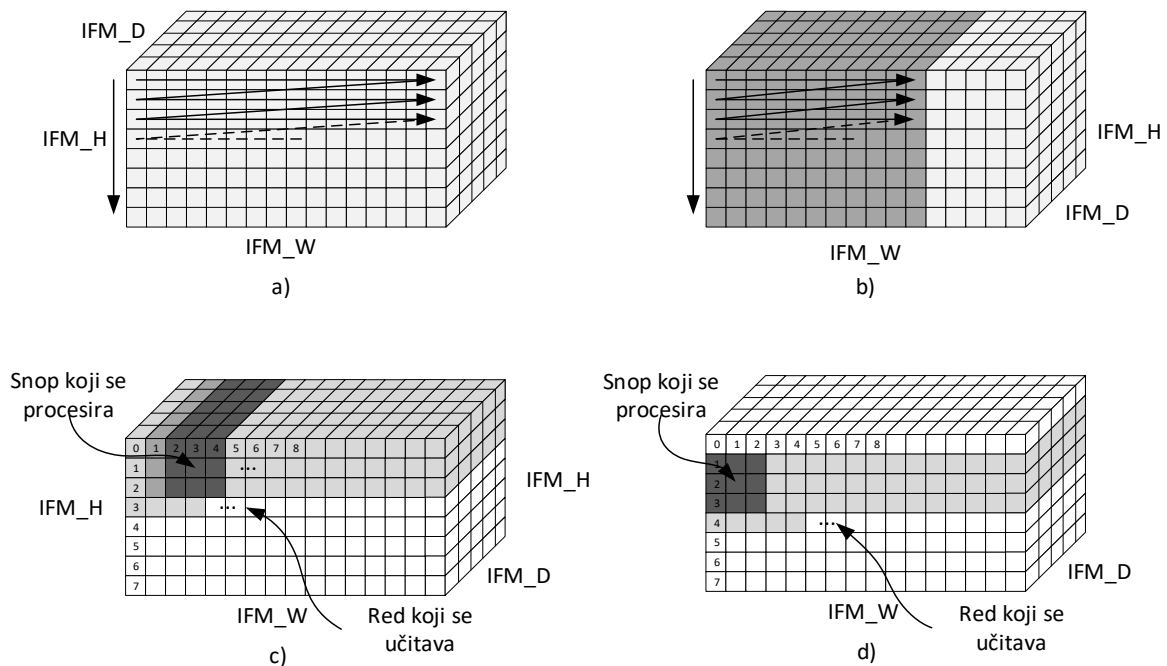 IFM_D
IFM_H
IFM_W
a)
IFM_H
IFM_D
IFM_W
b)
Snop koji se
procesira
0 1 2 3 4 5 6 7 8
1 ...
2
3 ...
4
5
6
7
IFM_H
IFM_H
IFM_D
IFM_W
Red koji se
učitava
c)
Snop koji se
procesira
0 1 2 3 4 5 6 7 8
1
2
3
4 ...
5
6
7
IFM_H
IFM_D
IFM_W
Red koji se
učitava
d)